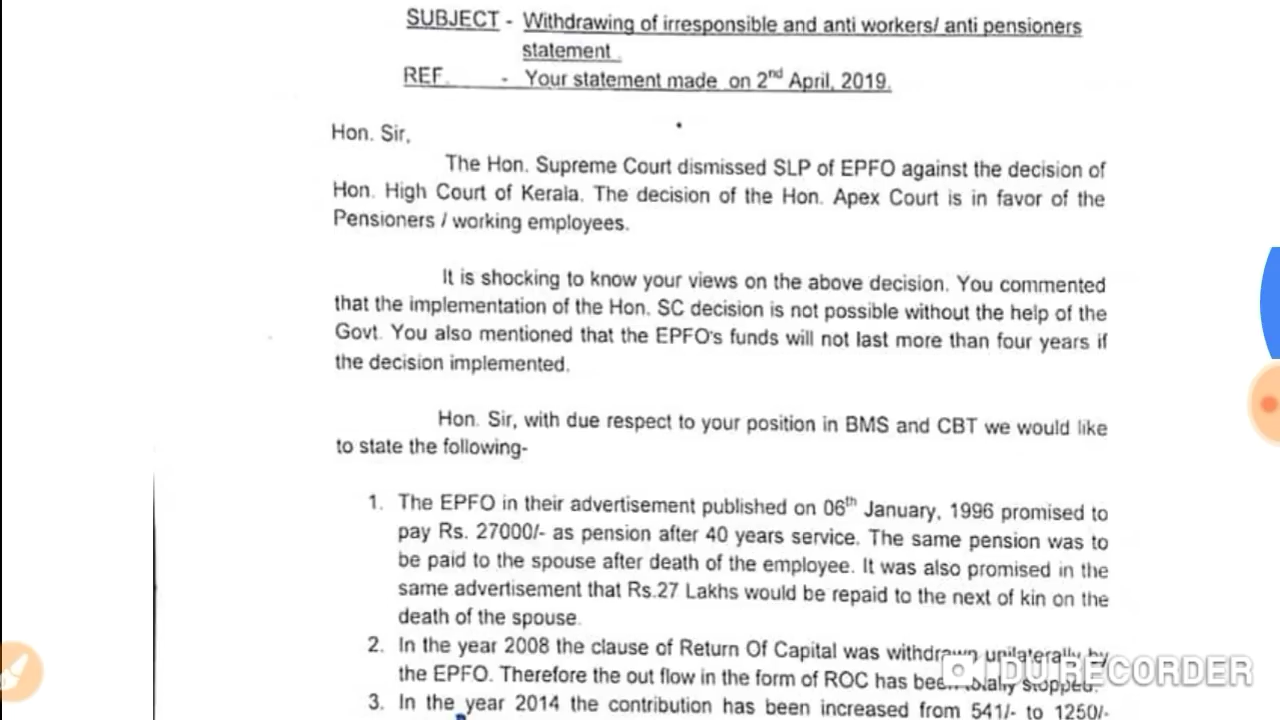 SUBJECT - Withdrawing of irresponsible and anti workers/ anti pensioners
statement.
REF. - Your statement made on 2nd April, 2019.
Hon. Sir,
The Hon. Supreme Court dismissed SLP of EPFO against the decision of
Hon. High Court of Kerala. The decision of the Hon. Apex Court is in favor of the
Pensioners / working employees.
It is shocking to know your views on the above decision. You commented
that the implementation of the Hon. SC decision is not possible without the help of the
Govt. You also mentioned that the EPFO's funds will not last more than four years if
the decision implemented.
Hon. Sir, with due respect to your position in BMS and CBT we would like
to state the following-
1. The EPFO in their advertisement published on 06th January, 1996 promised to
pay Rs. 27000/- as pension after 40 years service. The same pension was to
be paid to the spouse after death of the employee. It was also promised in the
same advertisement that Rs.27 Lakhs would be repaid to the next of kin on the
death of the spouse.
2. In the year 2008 the clause of Return Of Capital was withdrawn unilaterally by
the EPFO. Therefore the out flow in the form of ROC has been totally stopped.
DU RECORDER
3. In the year 2014 the contribution has been increased from 541/- to 1250/-